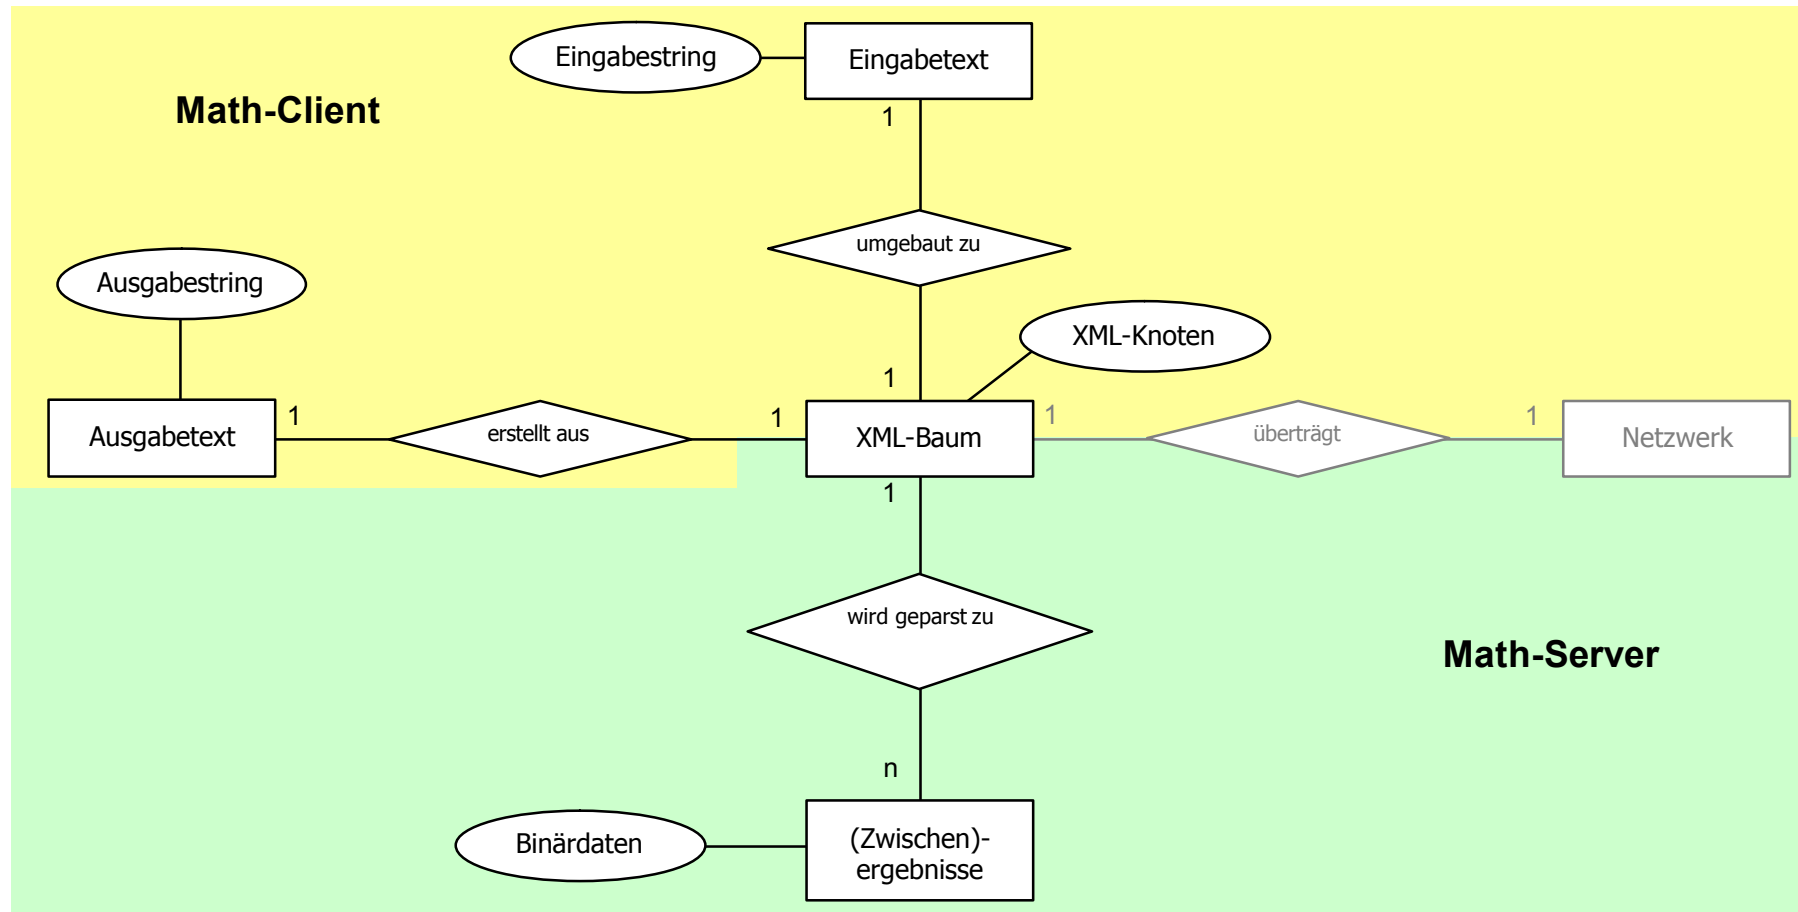 Eingabestring
Eingabetext
Math-Client
1
umgebaut zu
Ausgabestring
XML-Knoten
1
Ausgabetext
1
erstellt aus
1
XML-Baum
1
überträgt
1
Netzwerk
1
wird geparst zu
Math-Server
n
Binärdaten
(Zwischen)-
ergebnisse